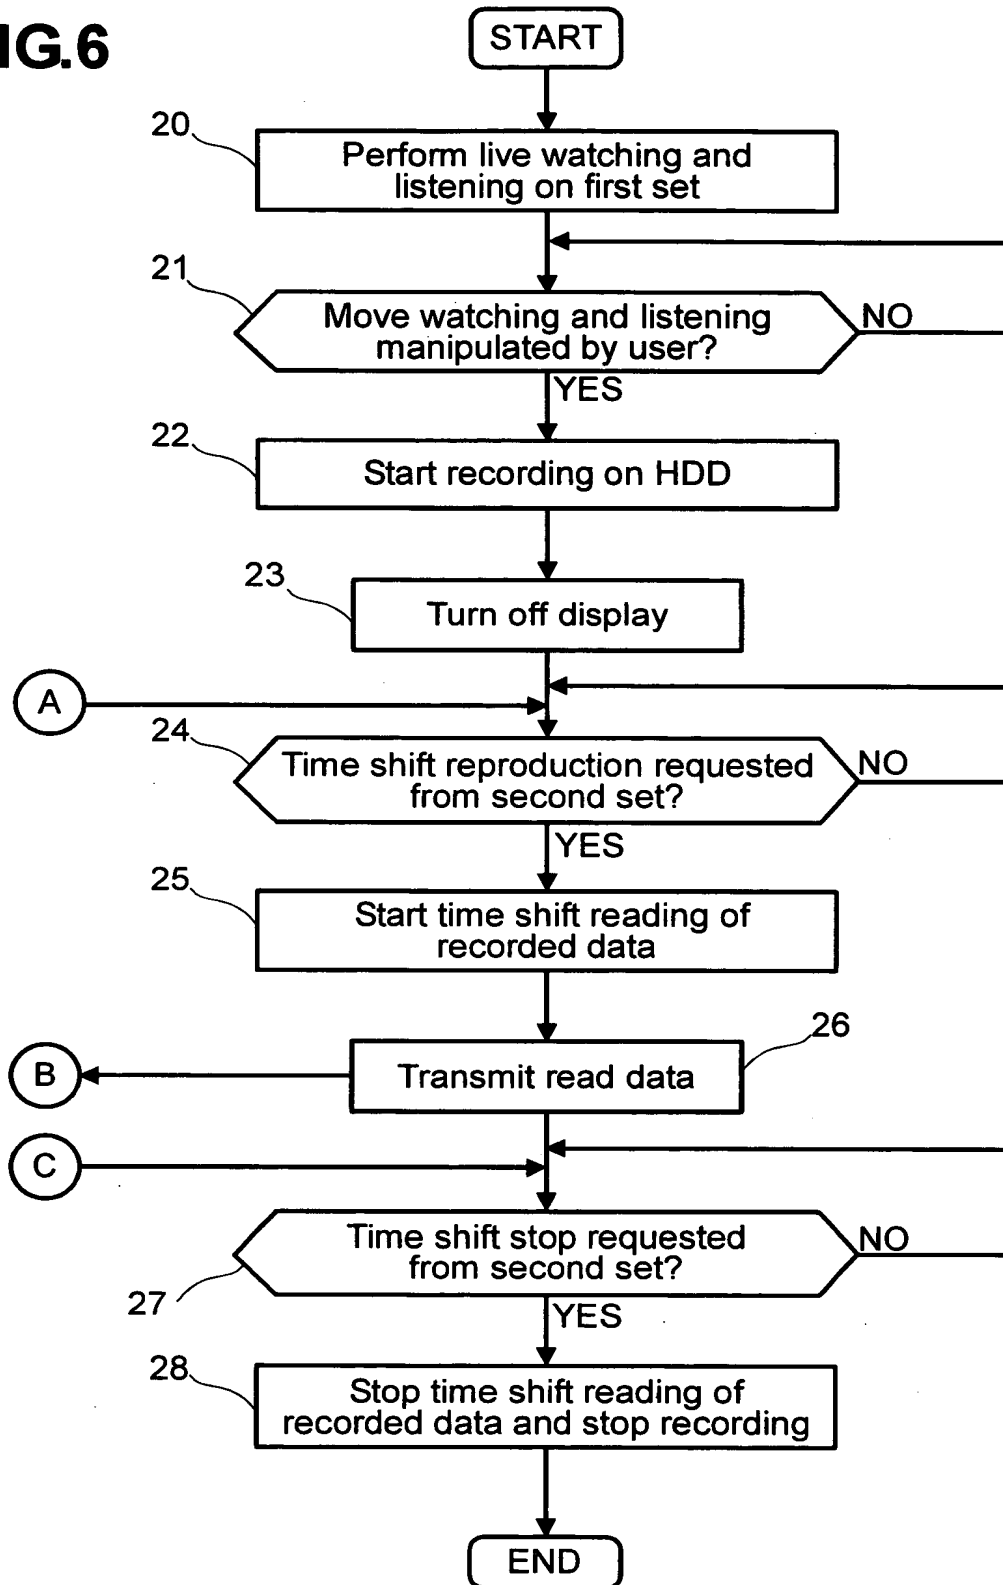 IG.6
START
20
Perform live watching and
listening on first set
21
Move watching and listening
manipulated by user?
NO
YES
22
Start recording on HDD
23
Turn off display
A
24
Time shift reproduction requested
from second set?
NO
YES
25
Start time shift reading of
recorded data
26
B
Transmit read data
C
Time shift stop requested
from second set?
NO
27
YES
28
Stop time shift reading of
recorded data and stop recording
END